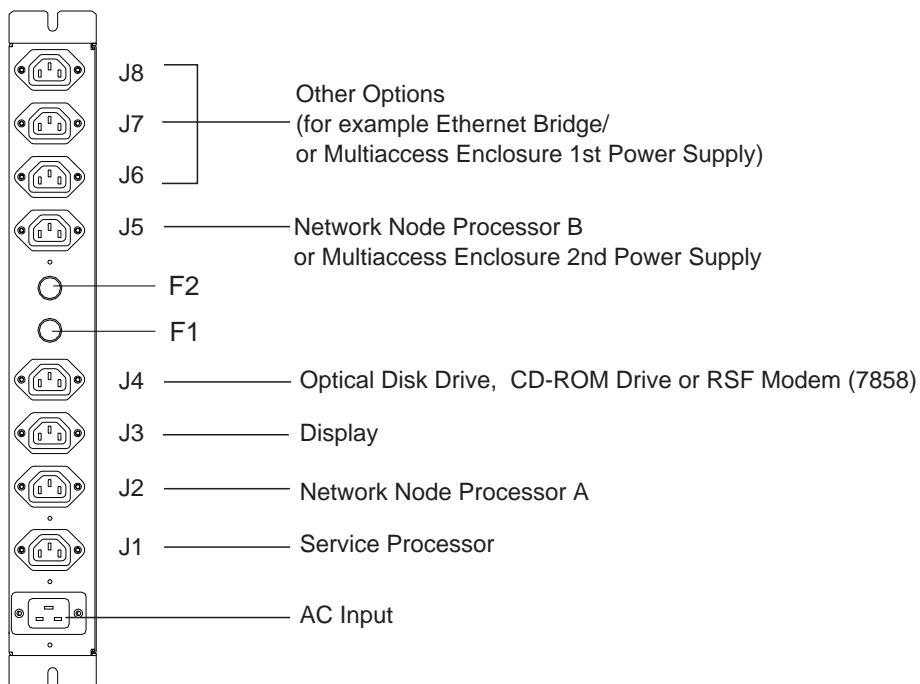 J8
J7
J6
Other Options
(for example Ethernet Bridge/
or Multiaccess Enclosure 1st Power Supply)
J5
Network Node Processor B
or Multiaccess Enclosure 2nd Power Supply
F2
F1
J4
Optical Disk Drive, CD-ROM Drive or RSF Modem (7858)
J3
Display
J2
Network Node Processor A
J1
Service Processor
AC Input